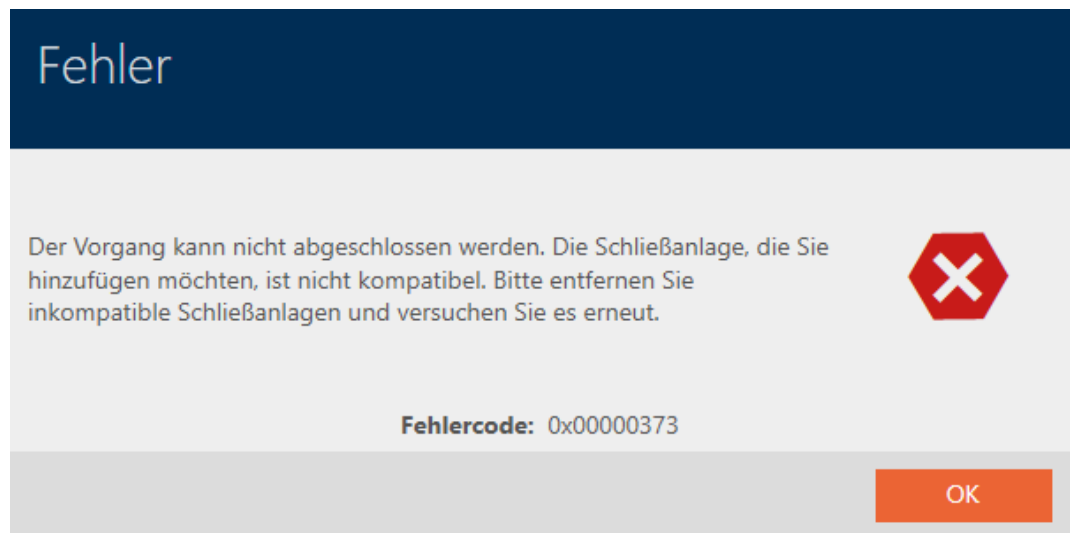 Fehler
Der Vorgang kann nicht abgeschlossen werden. Die Schließanlage, die Sie
hinzufügen möchten, ist nicht kompatibel. Bitte entfernen Sie
inkompatible Schließanlagen und versuchen Sie es erneut.
Fehlercode: 0x00000373
OK